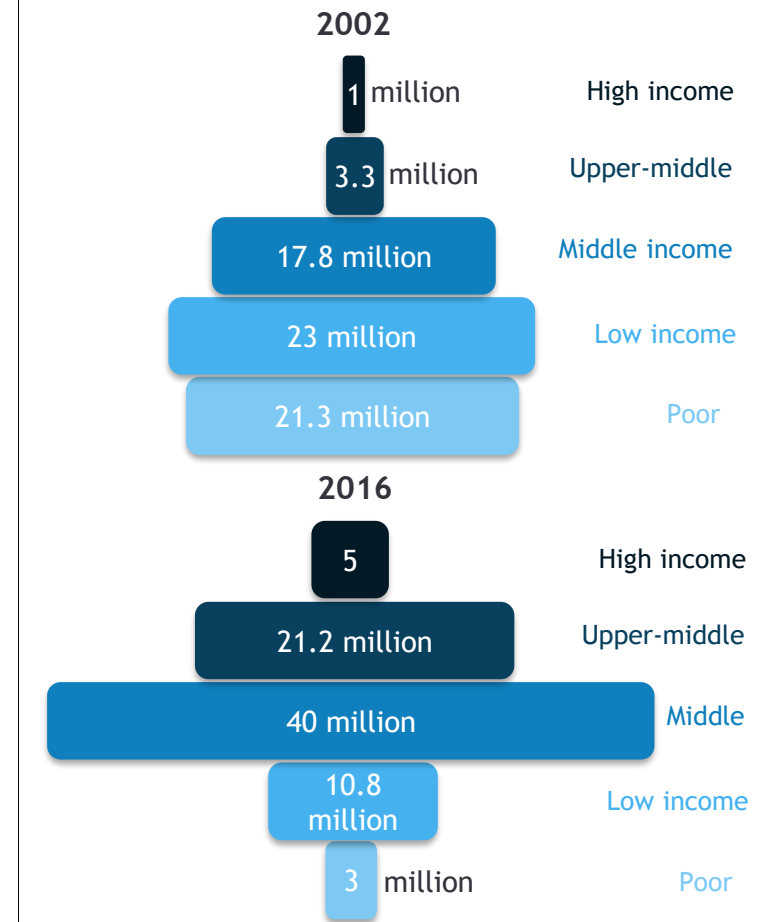 2002
1 million High income
3.3 million Upper-middle
17.8 million Middle income
23 million Low income
21.3 million Poor
2016
5 High income
21.2 million Upper-middle
40 million Middle
10.8
million Low income
3 million Poor